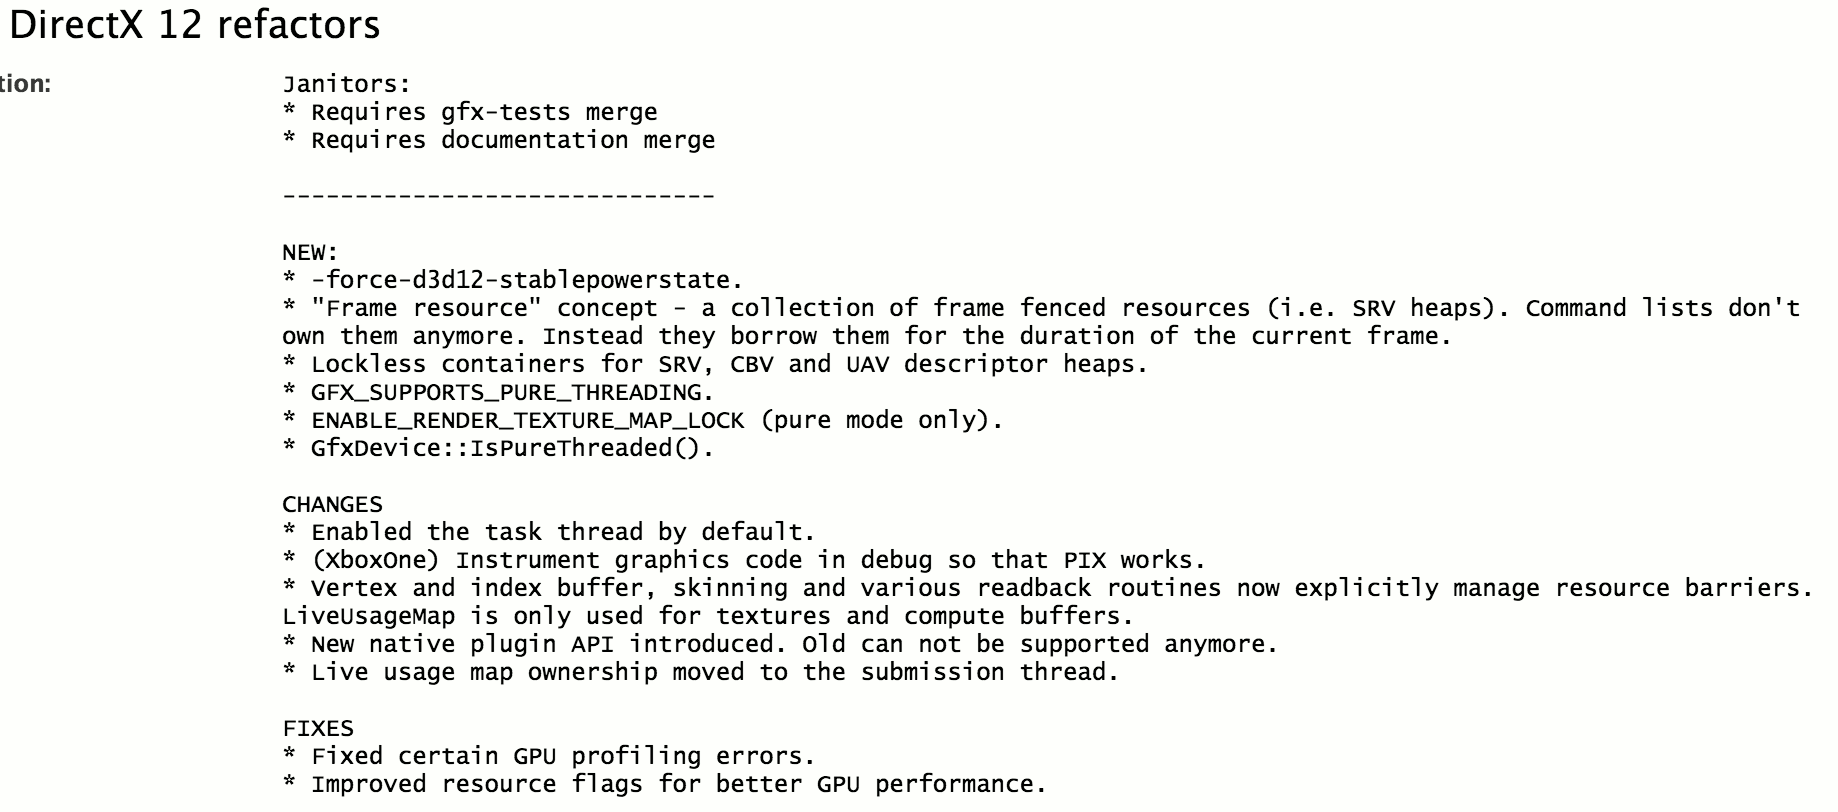 DirectX 12 refactors
tion:
Janitors:
* Requires gfx-tests merge
* Requires documentation merge
------------------------------
NEW:
* -force-d3d12-stablepowerstate.
* "Frame resource" concept - a collection of frame fenced resources (i.e. SRV heaps). Command lists don't
own them anymore. Instead they borrow them for the duration of the current frame.
* Lockless containers for SRV, CBV and UAV descriptor heaps.
* GFX_SUPPORTS_PURE_THREADING.
* ENABLE_RENDER_TEXTURE_MAP_LOCK (pure mode only).
* GfxDevice::IsPureThreaded().
CHANGES
* Enabled the task thread by default.
* (XboxOne) Instrument graphics code in debug so that PIX works.
* Vertex and index buffer, skinning and various readback routines now explicitly manage resource barriers.
LiveUsageMap is only used for textures and compute buffers.
* New native plugin API introduced. Old can not be supported anymore.
* Live usage map ownership moved to the submission thread.
FIXES
* Fixed certain GPU profiling errors.
* Improved resource flags for better GPU performance.